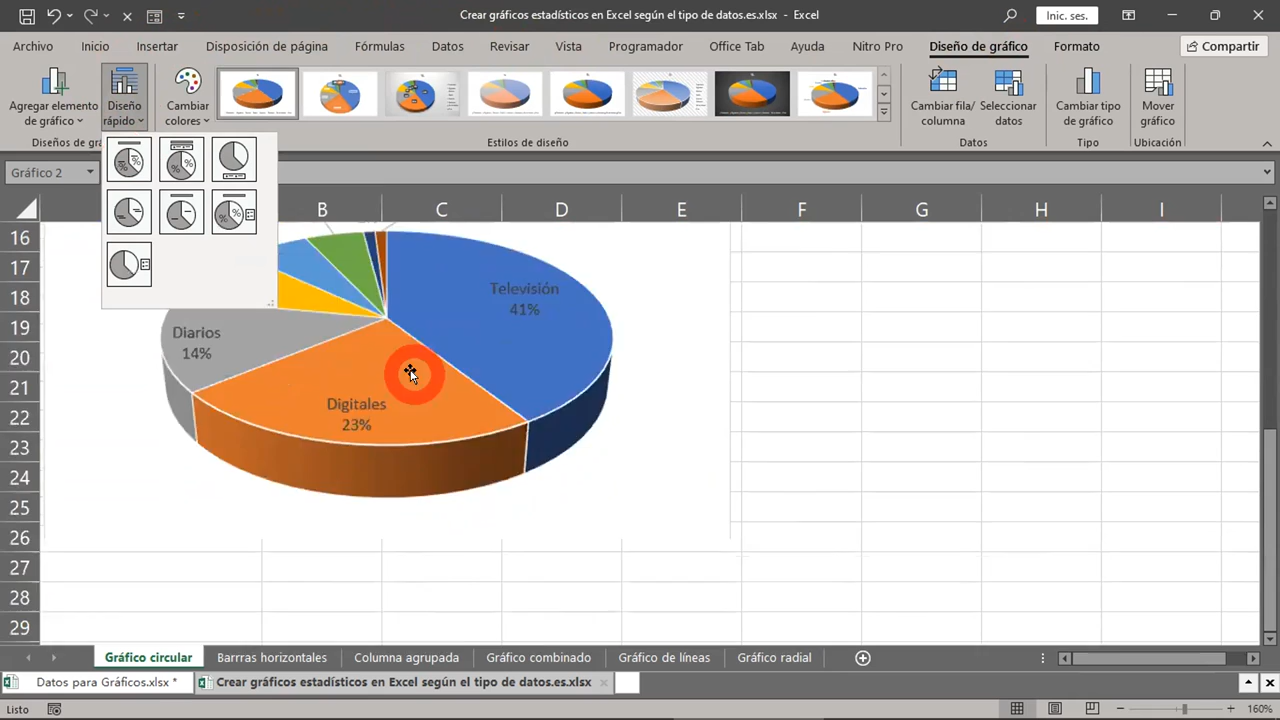 Crear gráficos estadísticos en Excel según el tipo de datos.es.xlsx - Excel
Inic. ses.
Archivo Inicio Insertar Disposición de página Fórmulas Datos Revisar Vista Programador Office Tab Ayuda Nitro Pro Diseño de gráfico Formato Compartir
Agregar elemento de gráfico
Diseño rápido
Cambiar colores
Cambiar fila/columna
Seleccionar datos
Cambiar tipo de gráfico
Mover gráfico
Diseños de grá
Estilos de diseño
Datos
Tipo
Ubicación
Gráfico 2
B C D E F G H I
16
17
18
19
20
21
22
23
24
25
26
27
28
29
Televisión
41%
Diarios
14%
Digitales
23%
Gráfico circular Barrras horizontales Columna agrupada Gráfico combinado Gráfico de líneas Gráfico radial
Datos para Gráficos.xlsx * Crear gráficos estadísticos en Excel según el tipo de datos.es.xlsx
Listo
160%